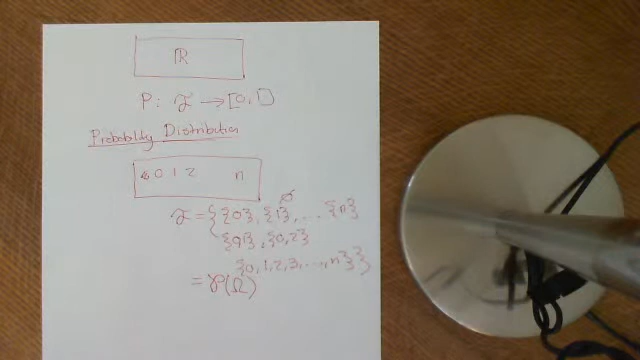 ℝ
P: 𝓕 → [0, 1]
Probability Distribution
0 1 2 n
𝓕 = { {0}, {1}, ∅ ... {n}
{0,1}, {0,2}
{0, 1, 2, 3, ..., n} }
= 𝒫(Ω)